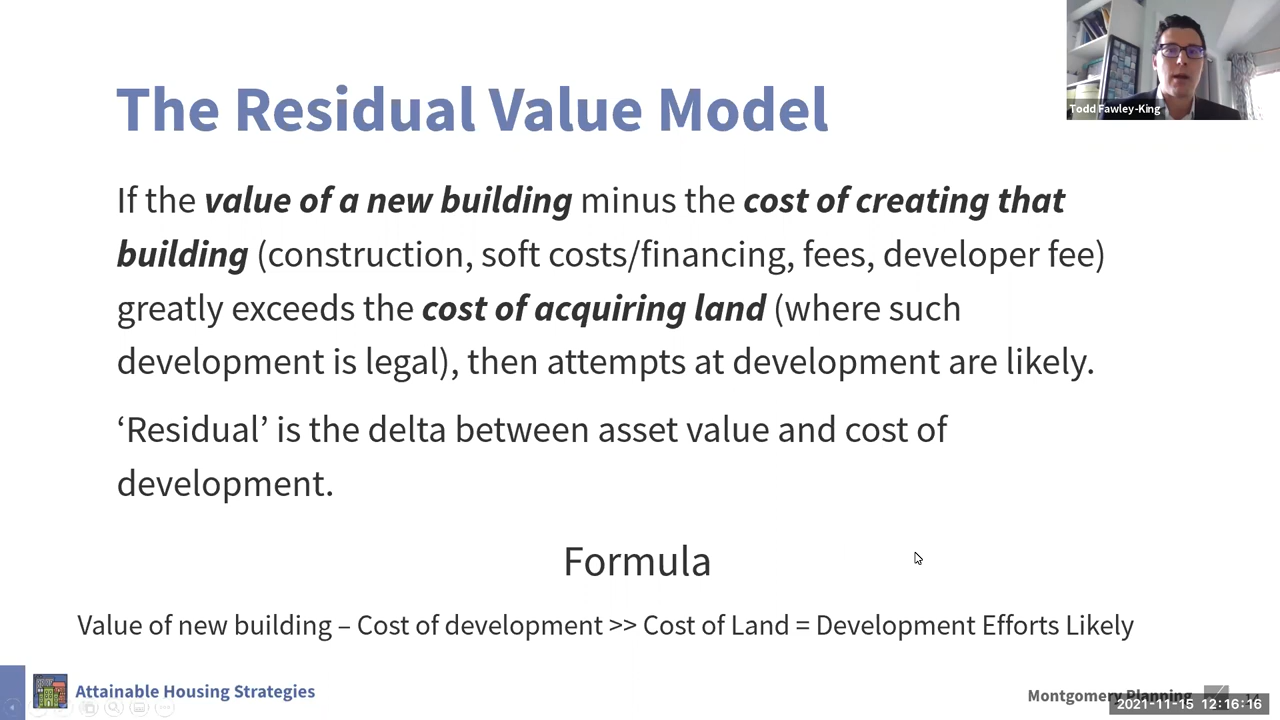 Todd Fawley-King
The Residual Value Model
If the value of a new building minus the cost of creating that
building (construction, soft costs/financing, fees, developer fee)
greatly exceeds the cost of acquiring land (where such
development is legal), then attempts at development are likely.
‘Residual’ is the delta between asset value and cost of
development.
Formula
Value of new building – Cost of development >> Cost of Land = Development Efforts Likely
Attainable Housing Strategies
Montgomery Planning
2021-11-15 12:16:16